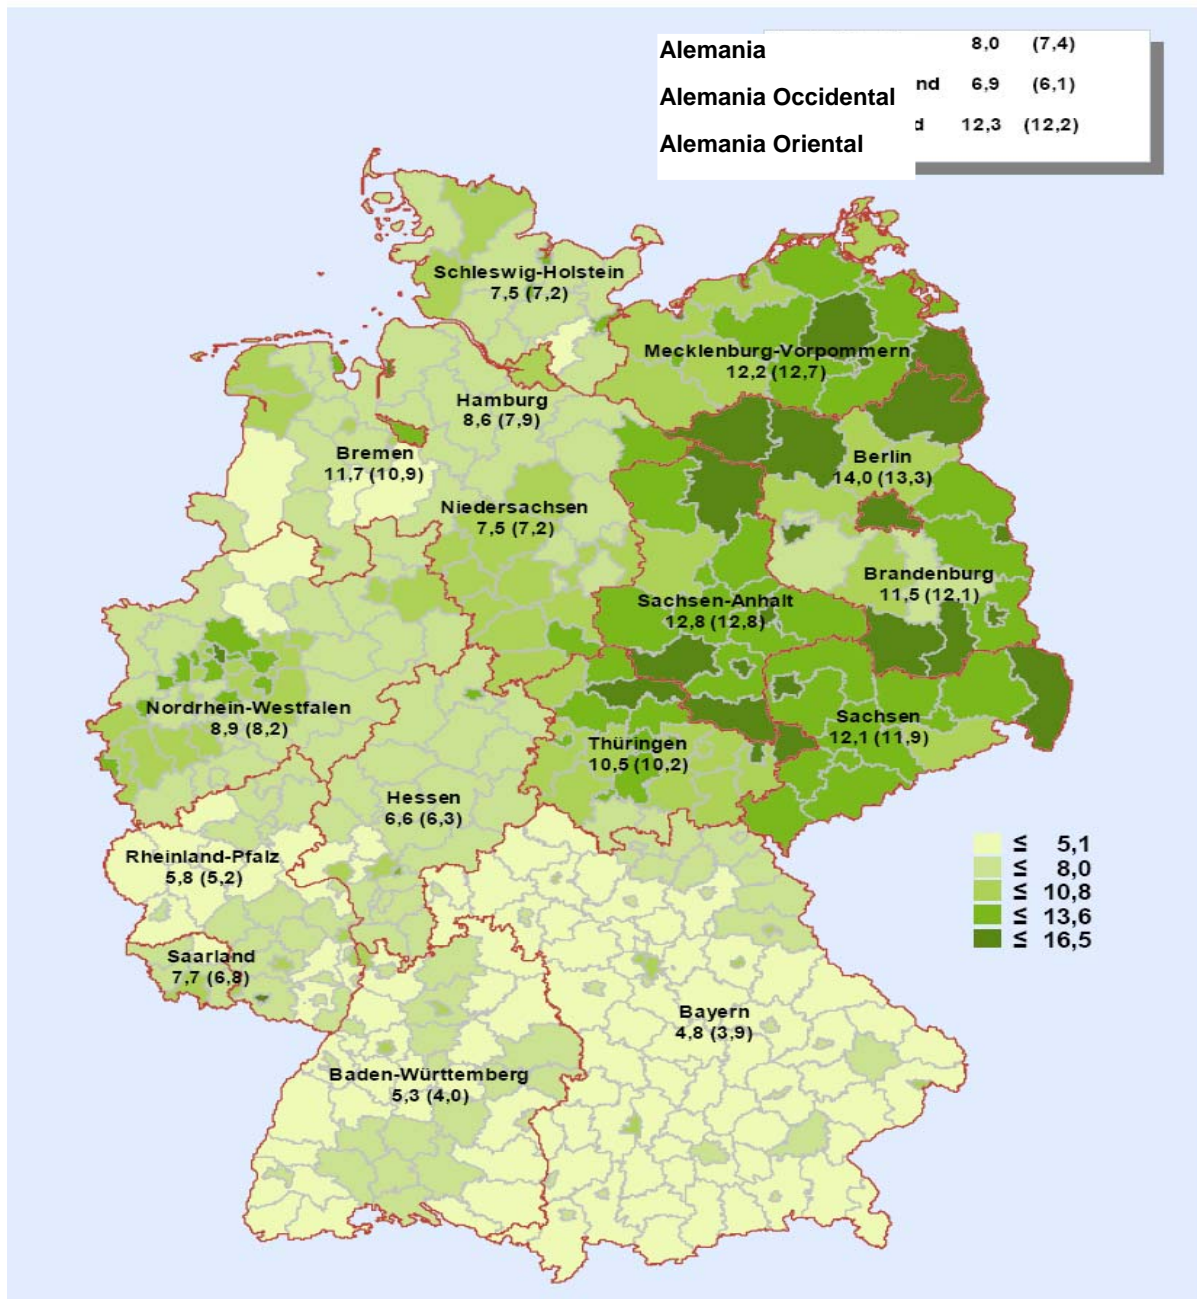 Alemania 8,0 (7,4)
Alemania Occidental nd 6,9 (6,1)
Alemania Oriental d 12,3 (12,2)
Schleswig-Holstein
7,5 (7,2)
Mecklenburg-Vorpommern
12,2 (12,7)
Hamburg
8,6 (7,9)
Bremen
11,7 (10,9)
Berlin
14,0 (13,3)
Niedersachsen
7,5 (7,2)
Brandenburg
11,5 (12,1)
Sachsen-Anhalt
12,8 (12,8)
Nordrhein-Westfalen
8,9 (8,2)
Sachsen
12,1 (11,9)
Thüringen
10,5 (10,2)
Hessen
6,6 (6,3)
Rheinland-Pfalz
5,8 (5,2)
≤ 5,1
≤ 8,0
≤ 10,8
≤ 13,6
≤ 16,5
Saarland
7,7 (6,8)
Bayern
4,8 (3,9)
Baden-Württemberg
5,3 (4,0)